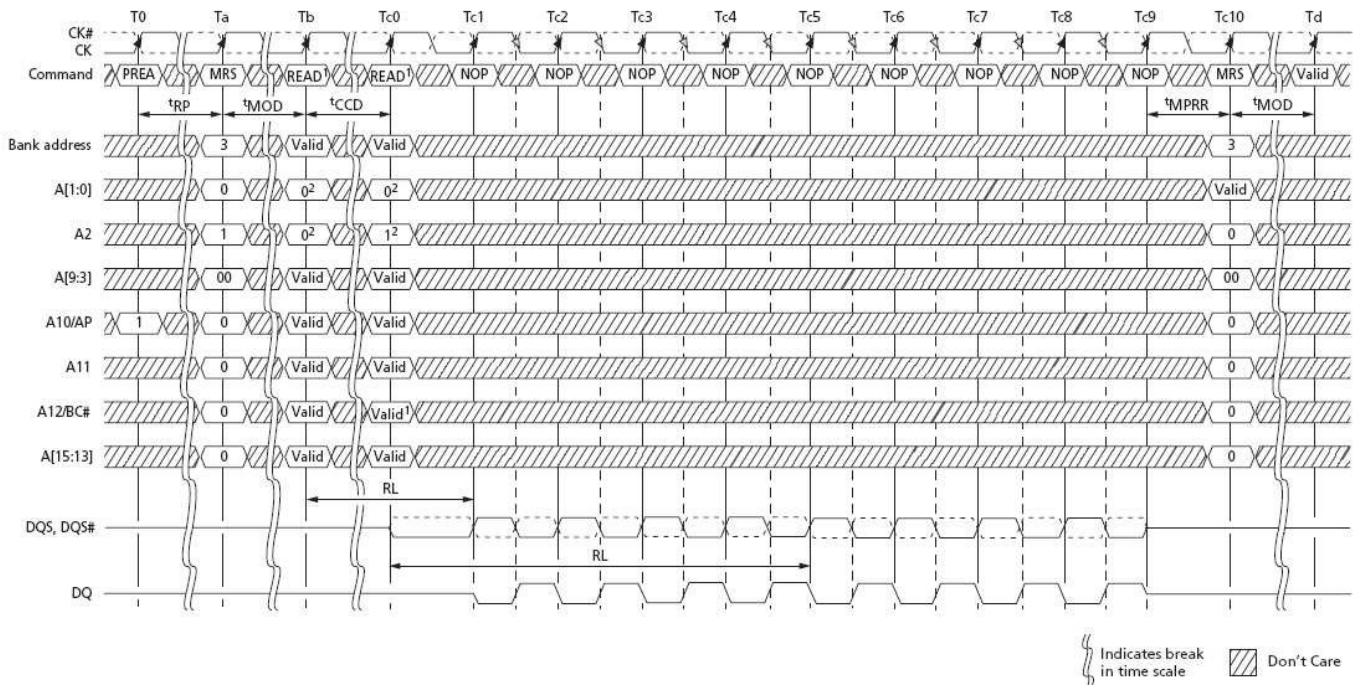 T0 Ta Tb Tc0 Tc1 Tc2 Tc3 Tc4 Tc5 Tc6 Tc7 Tc8 Tc9 Tc10 Td
CK#
CK
Command PREA MRS READ¹ READ¹ NOP NOP NOP NOP NOP NOP NOP NOP NOP MRS Valid
tRP tMOD tCCD tMPRR tMOD
Bank address 3 Valid Valid 3
A[1:0] 0 0² 0² Valid
A2 1 0² 1² 0
A[9:3] 00 Valid Valid 00
A10/AP 1 0 Valid Valid 0
A11 0 Valid Valid 0
A12/BC# 0 Valid Valid¹ 0
A[15:13] 0 Valid Valid 0
RL
DQS, DQS#
RL
DQ
Indicates break
in time scale
Don't Care